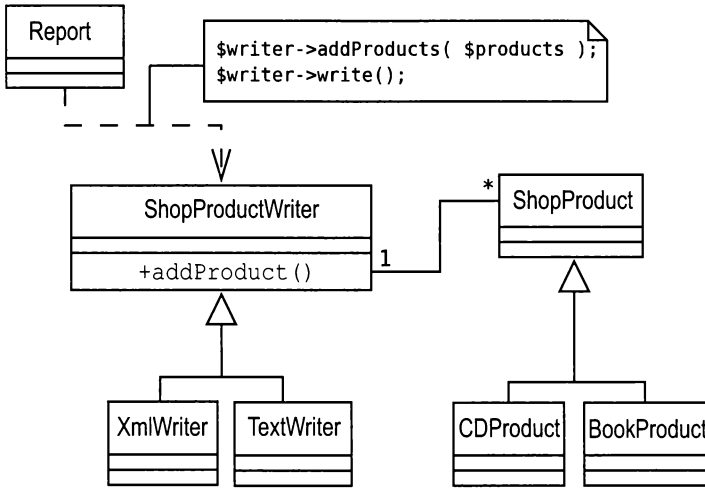 Report
$writer->addProducts( $products );
$writer->write();
ShopProductWriter
+addProduct()
1
*
ShopProduct
XmlWriter
TextWriter
CDProduct
BookProduct